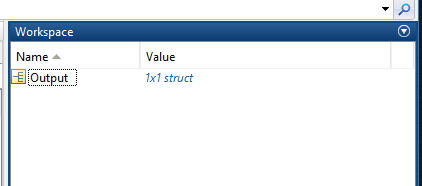 Workspace
Name Value
Output 1x1 struct